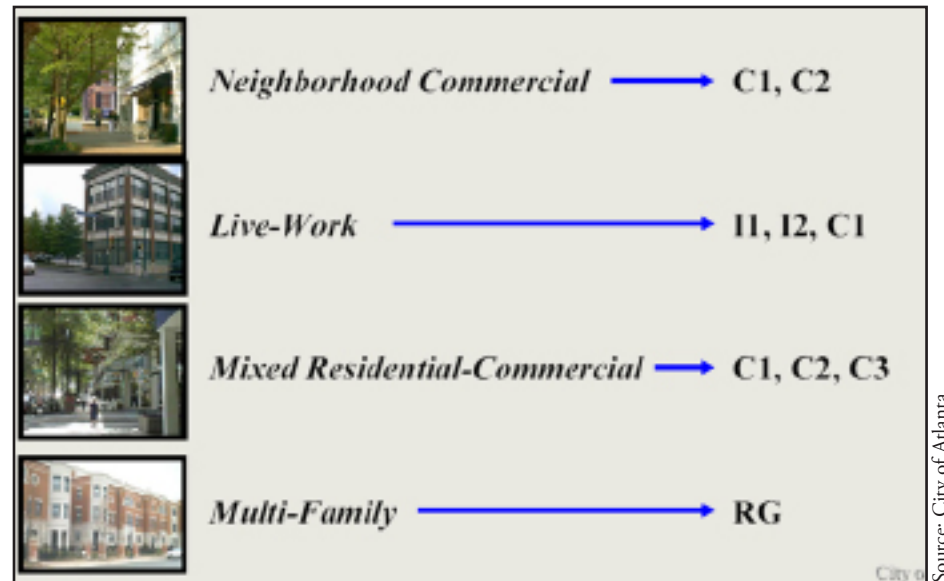 Neighborhood Commercial C1, C2
Live-Work I1, I2, C1
Mixed Residential-Commercial C1, C2, C3
Multi-Family RG
City o
Source: City of Atlanta